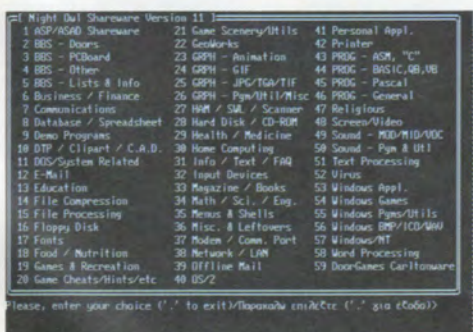 [ Night Owl Shareware Version 11 ]
1 ASP/ASAD Shareware 21 Game Scenery/Utils 41 Personal Appl.
2 BBS - Doors 22 GeoWorks 42 Printer
3 BBS - PCBoard 23 GRPH - Animation 43 PROG - ASM, "C"
4 BBS - Other 24 GRPH - GIF 44 PROG - BASIC,QB,VB
5 BBS - Lists & Info 25 GRPH - JPG/TGA/TIF 45 PROG - Pascal
6 Business / Finance 26 GRPH - Pgm/Util/Misc 46 PROG - General
7 Communications 27 HAM / SWL / Scanner 47 Religious
8 Database / Spreadsheet 28 Hard Disk / CD-ROM 48 Screen/Video
9 Demo Programs 29 Health / Medicine 49 Sound - MOD/MID/VOC
10 DTP / Clipart / C.A.D. 30 Home Computing 50 Sound - Pgm & Utl
11 DOS/System Related 31 Info / Text / FAQ 51 Text Processing
12 E-Mail 32 Input Devices 52 Virus
13 Education 33 Magazine / Books 53 Windows Appl.
14 File Compression 34 Math / Sci. / Eng. 54 Windows Games
15 File Processing 35 Menus & Shells 55 Windows Pgms/Utils
16 Floppy Disk 36 Misc. & Leftovers 56 Windows BMP/ICO/WAV
17 Fonts 37 Modem / Comm. Port 57 Windows/NT
18 Food / Nutrition 38 Network / LAN 58 Word Processing
19 Games & Recreation 39 Offline Mail 59 DoorGames Carltonware
20 Game Cheats/Hints/etc 40 OS/2
Please, enter your choice ('.' to exit)/Παρακαλω επιλεξτε ('.' για εξοδο)>